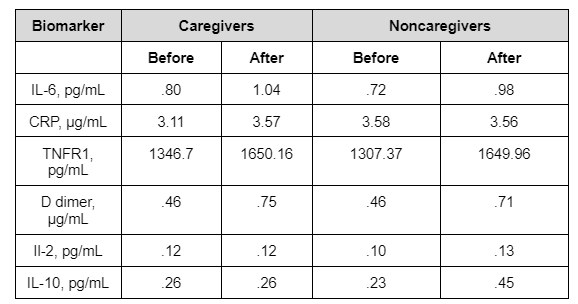 Biomarker Caregivers Noncaregivers
Before After Before After
IL-6, pg/mL .80 1.04 .72 .98
CRP, µg/mL 3.11 3.57 3.58 3.56
TNFR1, 1346.7 1650.16 1307.37 1649.96
pg/mL
D dimer, .46 .75 .46 .71
µg/mL
Il-2, pg/mL .12 .12 .10 .13
IL-10, pg/mL .26 .26 .23 .45